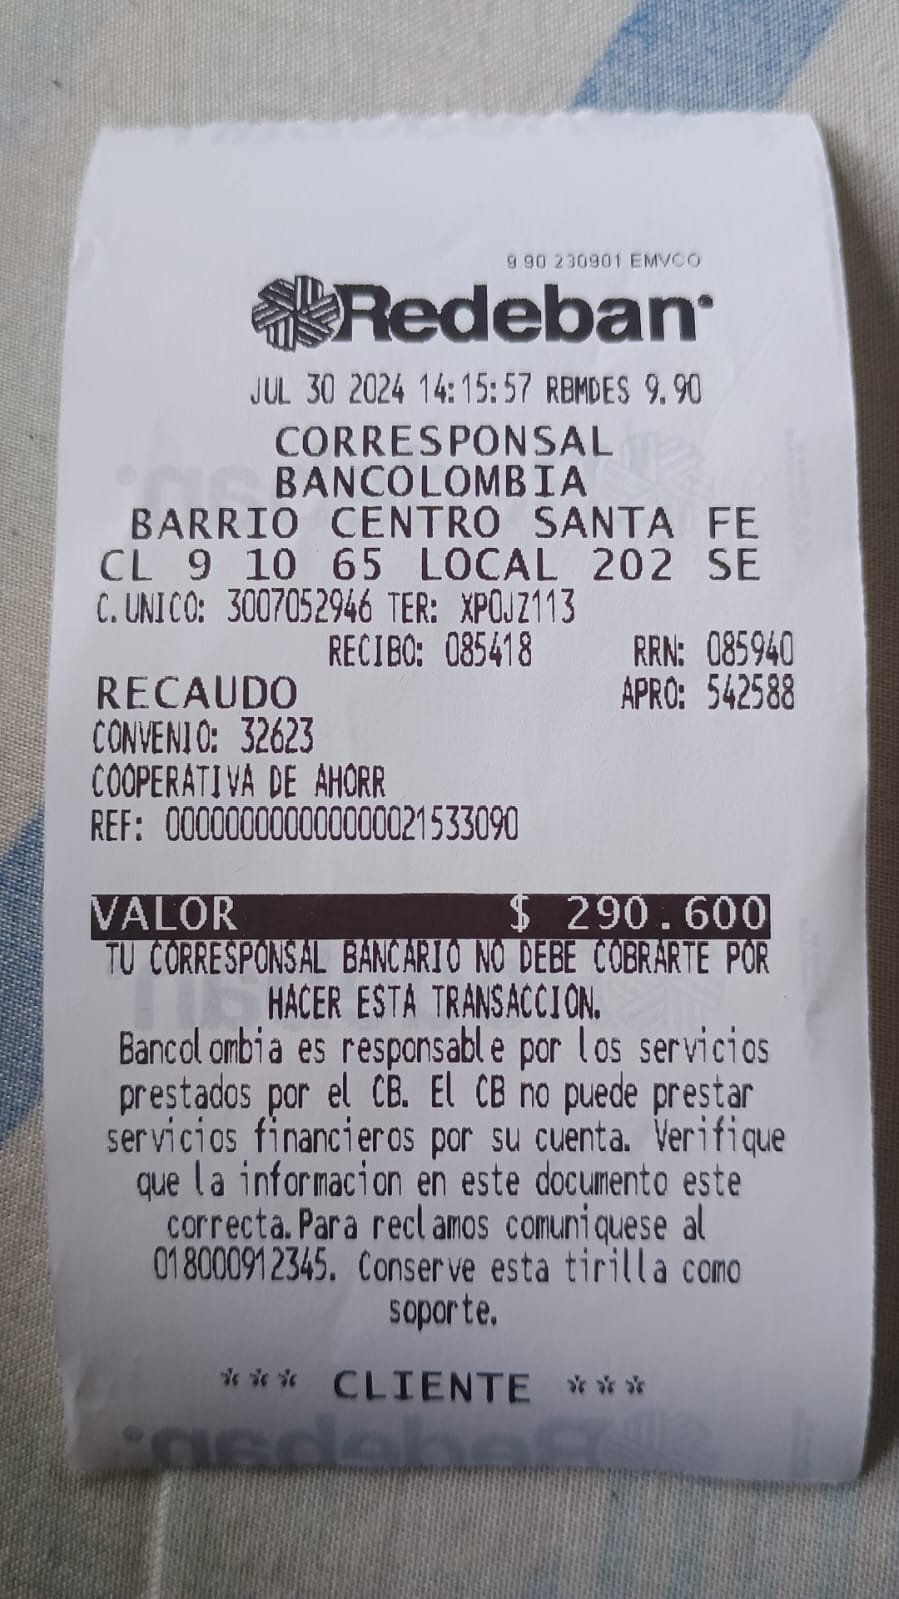 9.90 230901 EMVCO
Redeban
JUL 30 2024 14:15:57 RBMDES 9.90
CORRESPONSAL
BANCOLOMBIA
BARRIO CENTRO SANTA FE
CL 9 10 65 LOCAL 202 SE
C.UNICO: 3007052946 TER: XPOJZ113
RECIBO: 085418 RRN: 085940
RECAUDO APRO: 542588
CONVENIO: 32623
COOPERATIVA DE AHORR
REF: 000000000000000021533090
VALOR $ 290.600
TU CORRESPONSAL BANCARIO NO DEBE COBRARTE POR
HACER ESTA TRANSACCION.
Bancolombia es responsable por los servicios
prestados por el CB. El CB no puede prestar
servicios financieros por su cuenta. Verifique
que la informacion en este documento este
correcta.Para reclamos comuniquese al
018000912345. Conserve esta tirilla como
soporte.
*** CLIENTE ***
Redeban